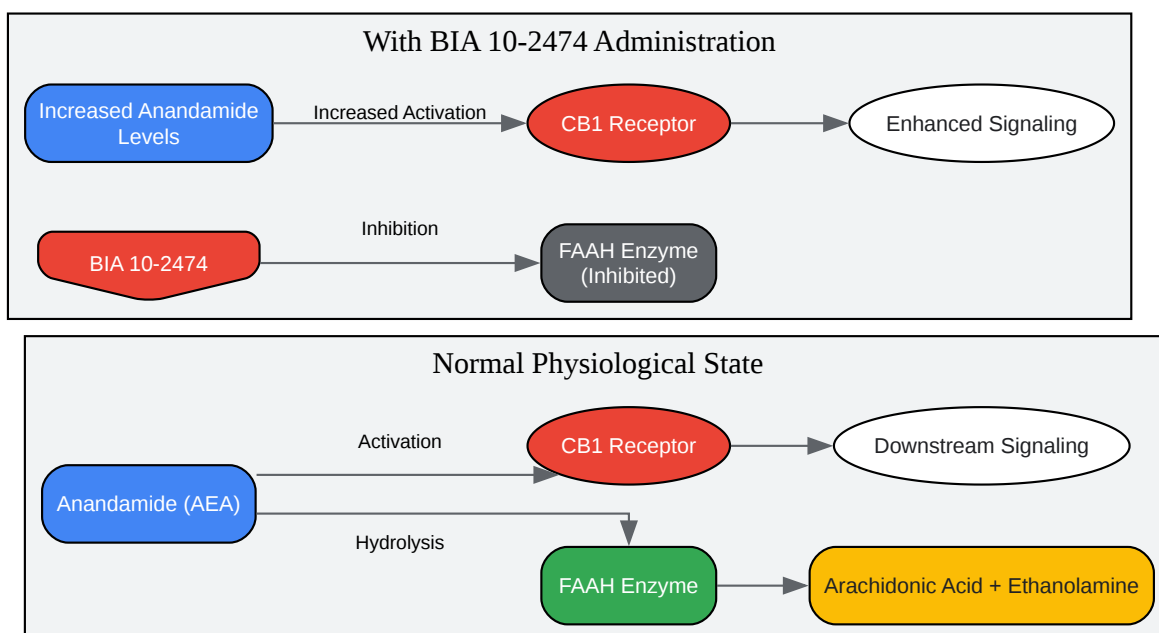 With BIA 10-2474 Administration
Increased Anandamide
Levels
Increased Activation
CB1 Receptor
Enhanced Signaling
BIA 10-2474
Inhibition
FAAH Enzyme
(Inhibited)
Normal Physiological State
Anandamide (AEA)
Activation
CB1 Receptor
Downstream Signaling
Hydrolysis
FAAH Enzyme
Arachidonic Acid + Ethanolamine